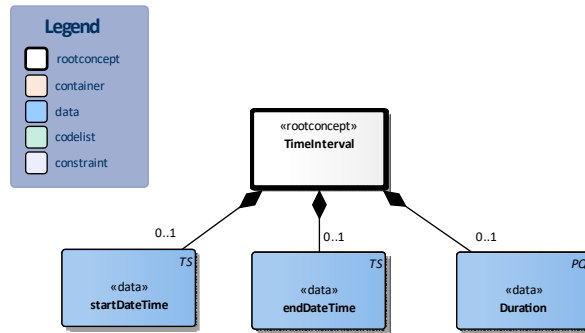 Legend
rootconcept
container
data
codelist
constraint
«rootconcept»
TimeInterval
0..1
0..1
0..1
TS
«data»
startDateTime
TS
«data»
endDateTime
PQ
«data»
Duration